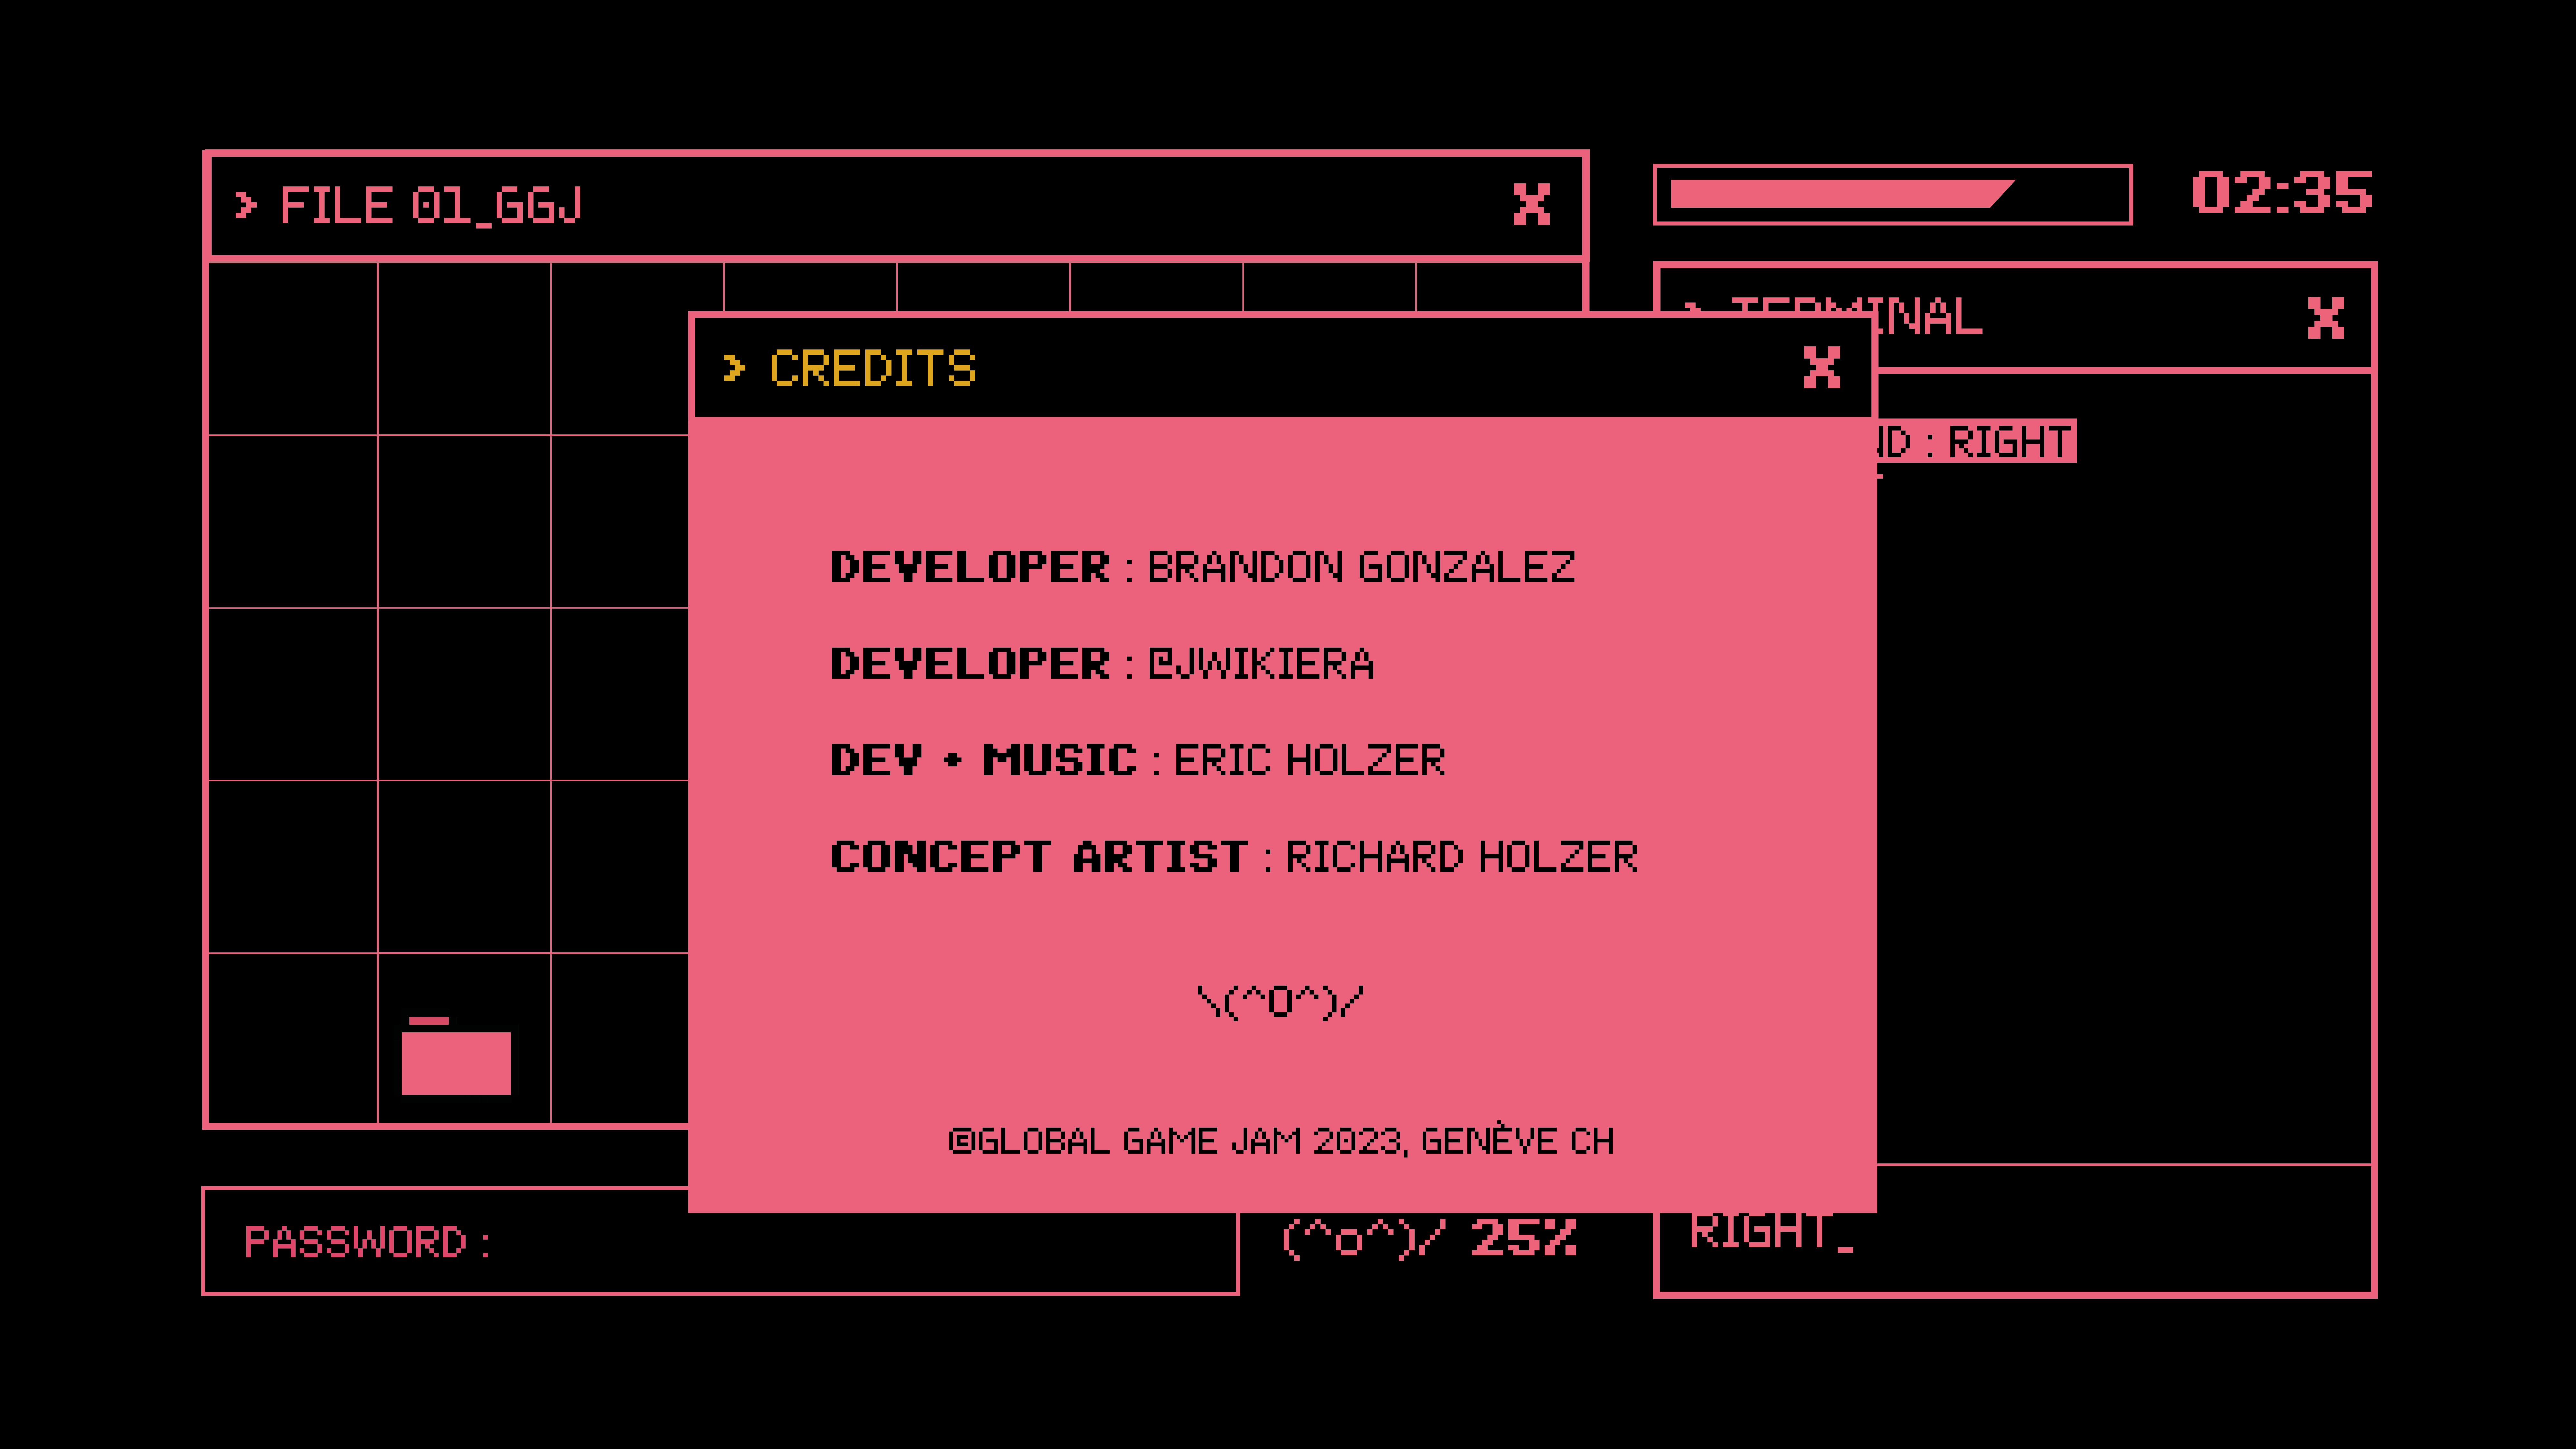 > FILE 01_GGJ X
02:35
> TERMINAL X
> CREDITS X
ND : RIGHT
DEVELOPER : BRANDON GONZALEZ
DEVELOPER : @JWIKIERA
DEV + MUSIC : ERIC HOLZER
CONCEPT ARTIST : RICHARD HOLZER
\(^O^)/
©GLOBAL GAME JAM 2023, GENÈVE CH
PASSWORD :
(^o^)/ 25%
RIGHT_